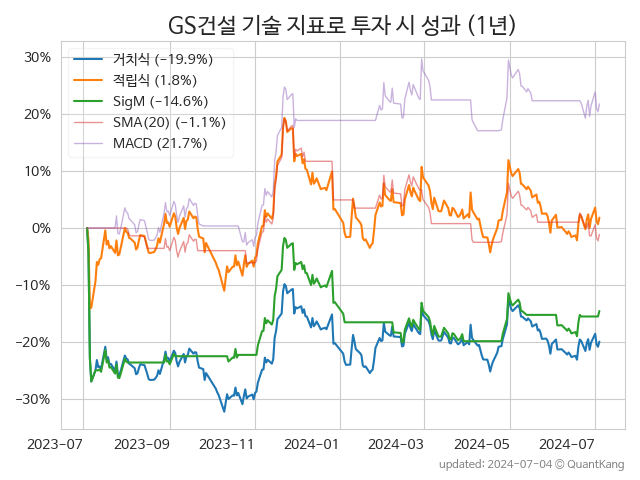 GS건설 기술 지표로 투자 시 성과 (1년)
거치식 (−19.9%)
적립식 (1.8%)
SigM (−14.6%)
SMA(20) (−1.1%)
MACD (21.7%)
30%
20%
10%
0%
−10%
−20%
−30%
2023-07 2023-09 2023-11 2024-01 2024-03 2024-05 2024-07
updated: 2024-07-04 © QuantKang